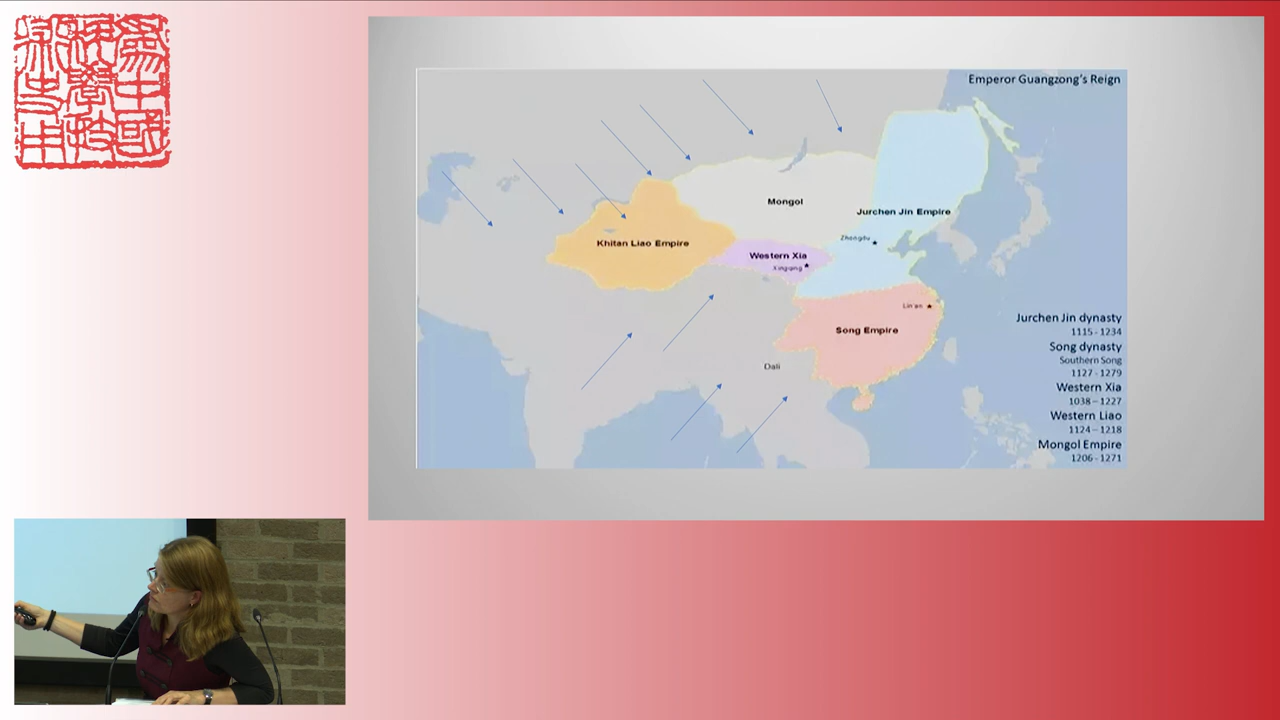 Emperor Guangzong's Reign
Mongol
Jurchen Jin Empire
Zhongdu
Khitan Liao Empire
Western Xia
Xingqing
Lin'an
Song Empire
Dali
Jurchen Jin dynasty
1115 - 1234
Song dynasty
Southern Song
1127 - 1279
Western Xia
1038 – 1227
Western Liao
1124 – 1218
Mongol Empire
1206 - 1271